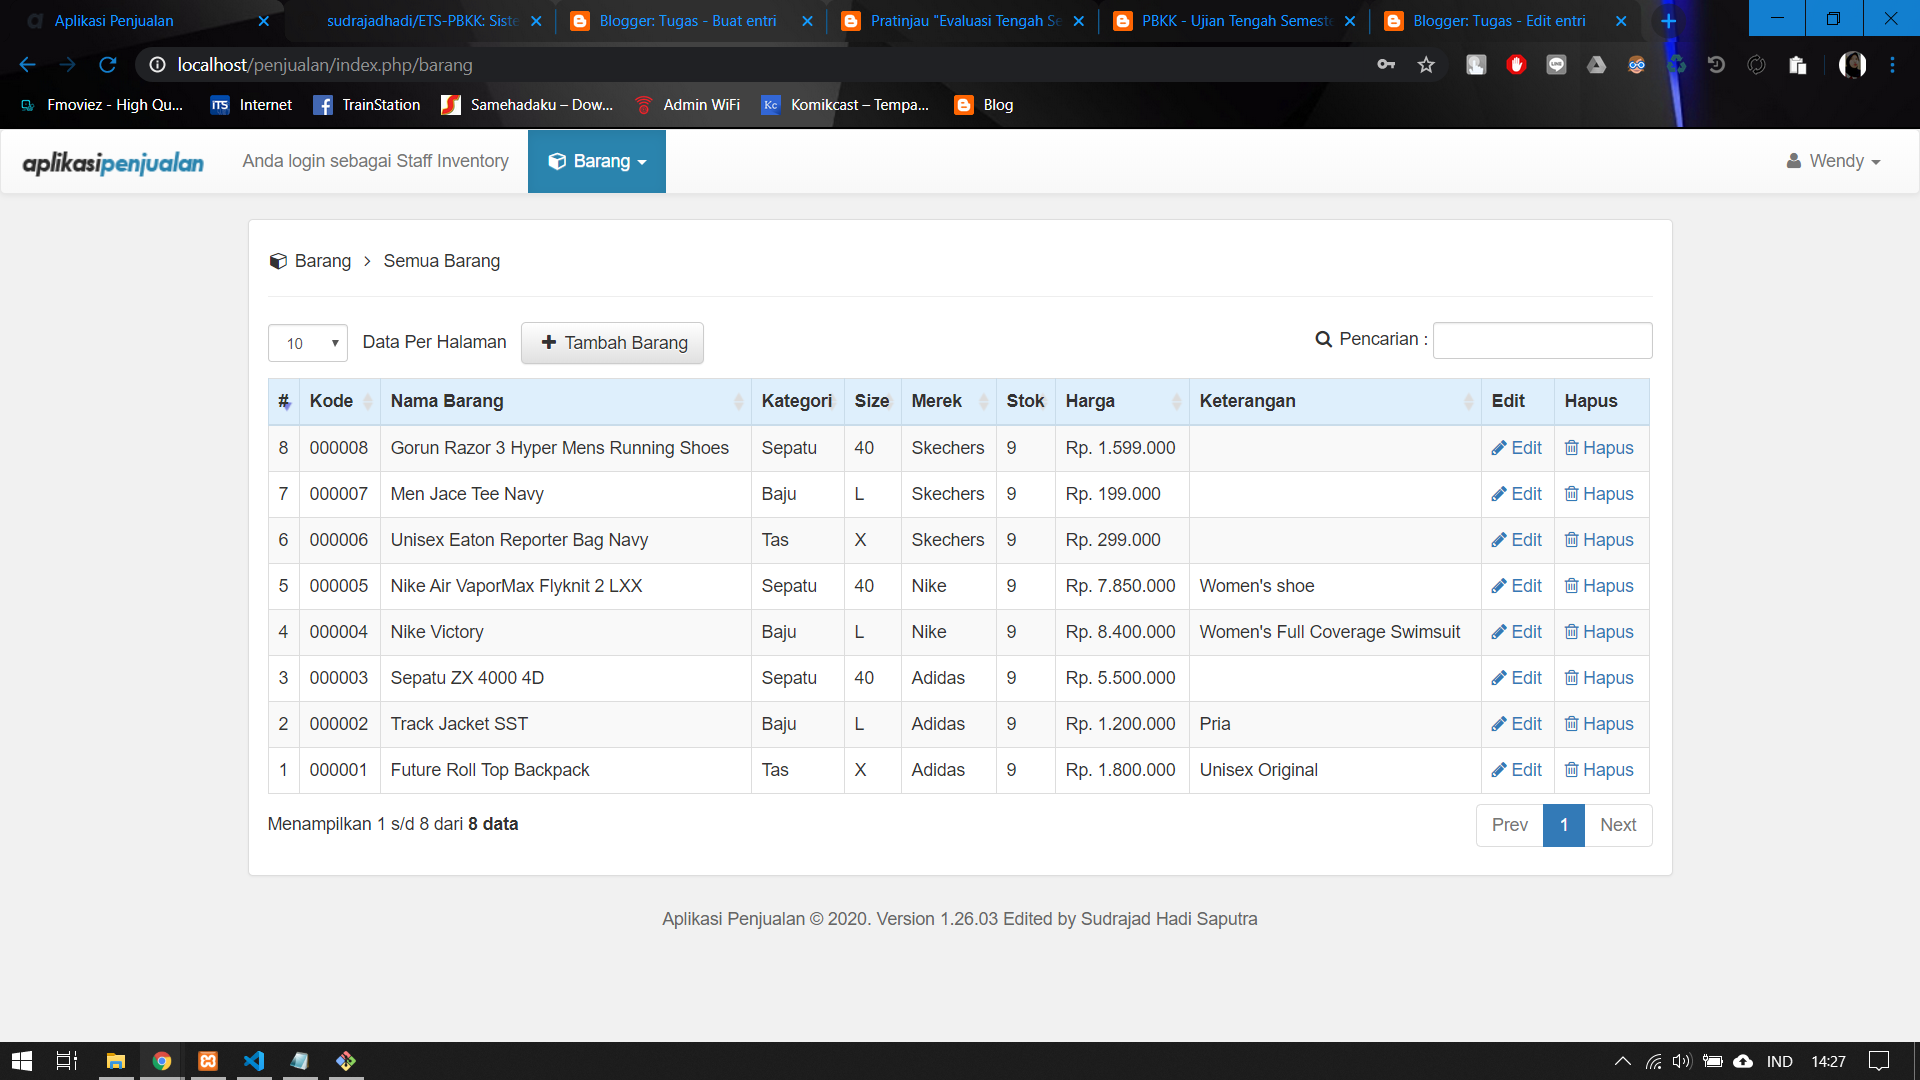 Aplikasi Penjualan
sudrajadhadi/ETS-PBKK: Siste
Blogger: Tugas - Buat entri
Pratinjau "Evaluasi Tengah Se
PBKK - Ujian Tengah Semeste
Blogger: Tugas - Edit entri
localhost/penjualan/index.php/barang
Fmoviez - High Qu...
Internet
TrainStation
Samehadaku – Dow...
Admin WiFi
Komikcast – Tempa...
Blog
aplikasipenjualan
Anda login sebagai Staff Inventory
Barang
Wendy
Barang > Semua Barang
10 Data Per Halaman
Tambah Barang
Pencarian :
# Kode Nama Barang Kategori Size Merek Stok Harga Keterangan Edit Hapus
8 000008 Gorun Razor 3 Hyper Mens Running Shoes Sepatu 40 Skechers 9 Rp. 1.599.000 Edit Hapus
7 000007 Men Jace Tee Navy Baju L Skechers 9 Rp. 199.000 Edit Hapus
6 000006 Unisex Eaton Reporter Bag Navy Tas X Skechers 9 Rp. 299.000 Edit Hapus
5 000005 Nike Air VaporMax Flyknit 2 LXX Sepatu 40 Nike 9 Rp. 7.850.000 Women's shoe Edit Hapus
4 000004 Nike Victory Baju L Nike 9 Rp. 8.400.000 Women's Full Coverage Swimsuit Edit Hapus
3 000003 Sepatu ZX 4000 4D Sepatu 40 Adidas 9 Rp. 5.500.000 Edit Hapus
2 000002 Track Jacket SST Baju L Adidas 9 Rp. 1.200.000 Pria Edit Hapus
1 000001 Future Roll Top Backpack Tas X Adidas 9 Rp. 1.800.000 Unisex Original Edit Hapus
Menampilkan 1 s/d 8 dari 8 data
Prev 1 Next
Aplikasi Penjualan © 2020. Version 1.26.03 Edited by Sudrajad Hadi Saputra
IND
14:27